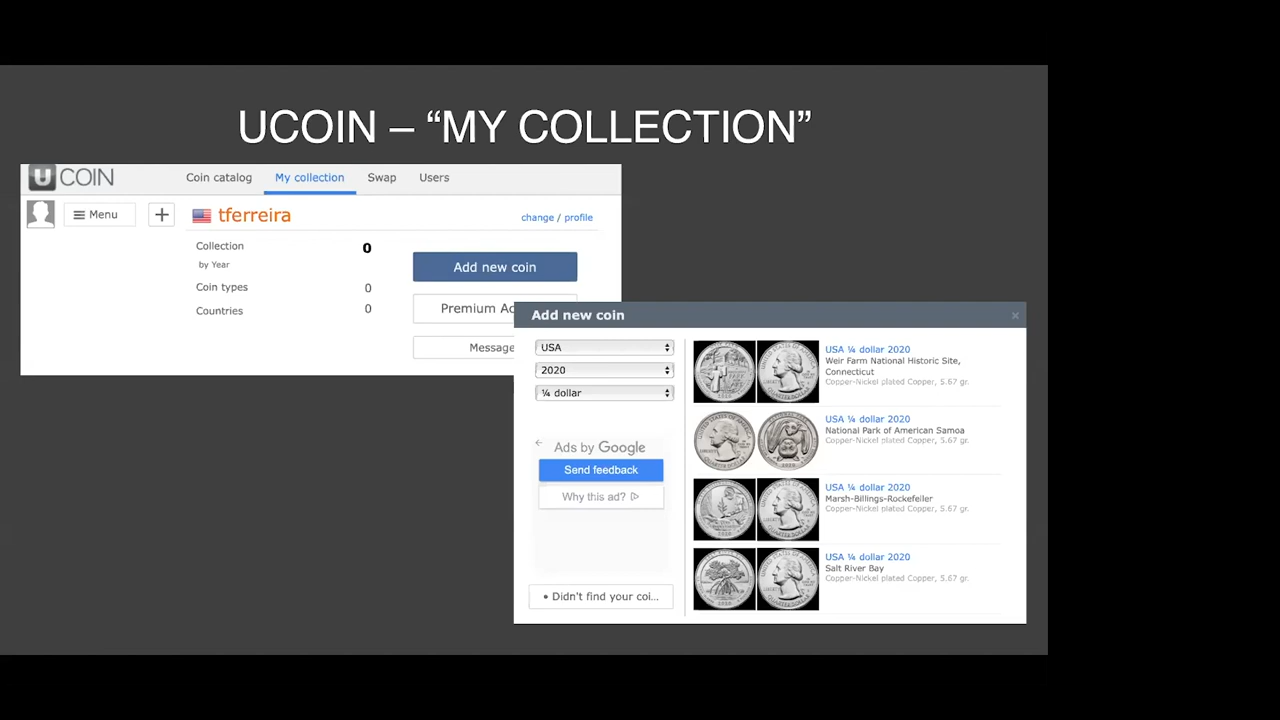 UCOIN – “MY COLLECTION”
U COIN
Coin catalog
My collection
Swap
Users
Menu
+
tferreira
change / profile
Collection
0
by Year
Coin types
0
Countries
0
Add new coin
Premium Ac
Message
Add new coin
×
USA
2020
¼ dollar
Ads by Google
Send feedback
Why this ad?
• Didn't find your coi...
USA ¼ dollar 2020
Weir Farm National Historic Site,
Connecticut
Copper-Nickel plated Copper, 5.67 gr.
USA ¼ dollar 2020
National Park of American Samoa
Copper-Nickel plated Copper, 5.67 gr.
USA ¼ dollar 2020
Marsh-Billings-Rockefeller
Copper-Nickel plated Copper, 5.67 gr.
USA ¼ dollar 2020
Salt River Bay
Copper-Nickel plated Copper, 5.67 gr.